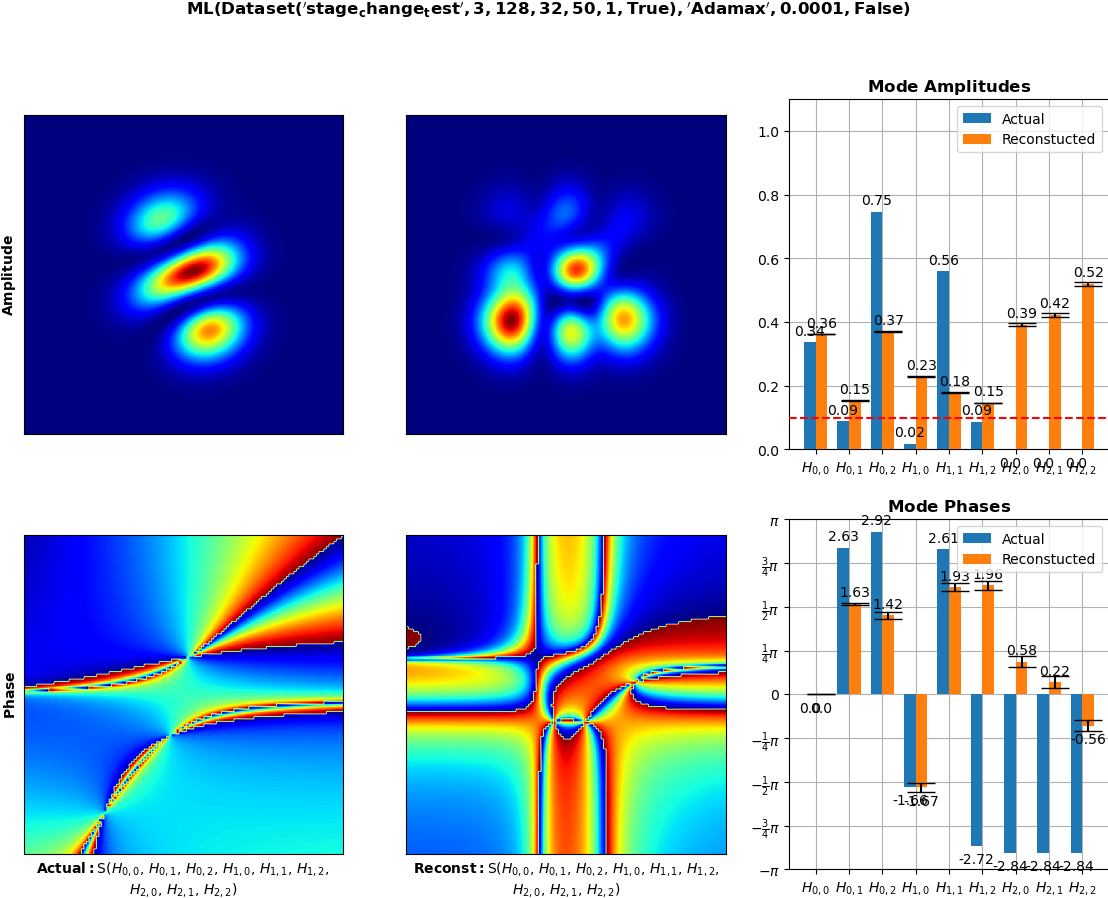 ML(Dataset('stage_change_test', 3, 128, 32, 50, 1, True), 'Adamax', 0.0001, False)
Amplitude
Mode Amplitudes
Actual
Reconstucted
1.0
0.8
0.6
0.4
0.2
0.0
0.34
0.36
0.09
0.15
0.75
0.37
0.02
0.23
0.56
0.18
0.09
0.15
0.0
0.39
0.0
0.42
0.0
0.52
H0,0 H0,1 H0,2 H1,0 H1,1 H1,2 H2,0 H2,1 H2,2
Phase
Mode Phases
Actual
Reconstucted
π
3/4π
1/2π
1/4π
0
−1/4π
−1/2π
−3/4π
−π
0.0
0.0
2.63
1.63
2.92
1.42
-1.66
-1.67
2.61
1.93
-2.72
1.96
-2.84
0.58
-2.84
0.22
-2.84
-0.56
H0,0 H0,1 H0,2 H1,0 H1,1 H1,2 H2,0 H2,1 H2,2
Actual: S(H0,0, H0,1, H0,2, H1,0, H1,1, H1,2,
H2,0, H2,1, H2,2)
Reconst: S(H0,0, H0,1, H0,2, H1,0, H1,1, H1,2,
H2,0, H2,1, H2,2)